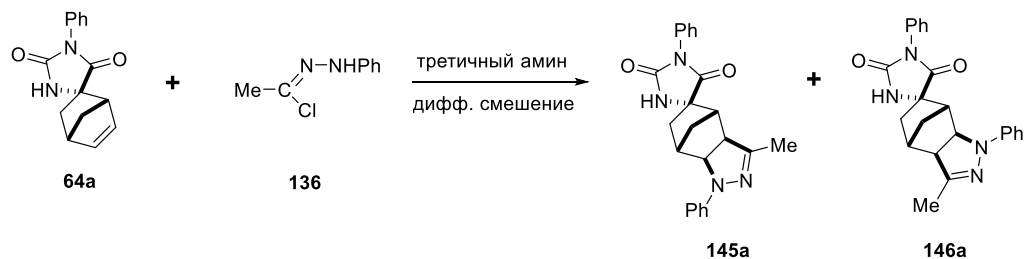 Ph
N
O
O
HN
64a
+
N
NHPh
Me
C
Cl
136
третичный амин
дифф. смешение
Ph
N
O
O
HN
Me
N
N
Ph
145a
+
Ph
N
O
O
HN
N
Ph
N
Me
146a